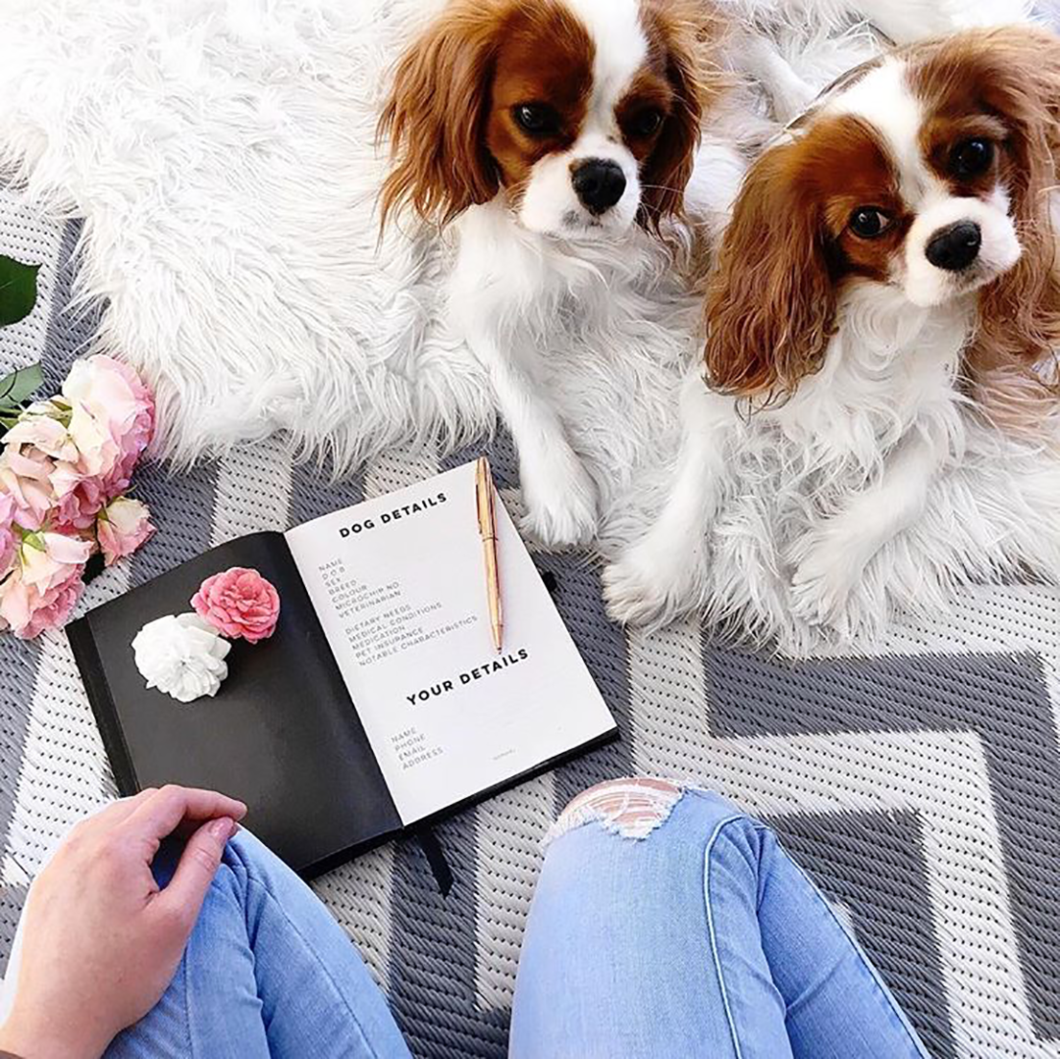 DOG DETAILS
NAME
D.O.B
SEX
BREED
COLOUR
MICROCHIP NO.
VETERINARIAN
DIETARY NEEDS
MEDICAL CONDITIONS
MEDICATION
PET INSURANCE
NOTABLE CHARACTERISTICS
YOUR DETAILS
NAME
PHONE
EMAIL
ADDRESS